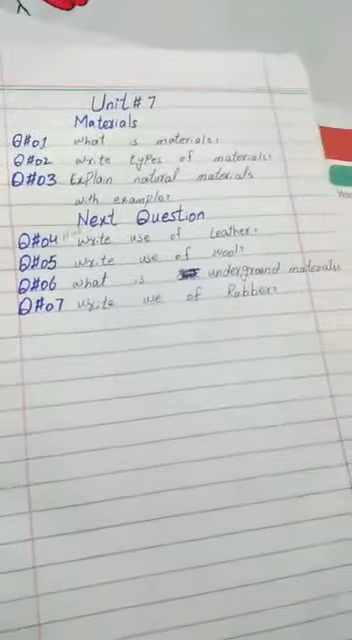 Unit # 7
Materials
Q#01 what is materials?
Q#02 write types of materials?
Q#03 Explain natural materials
with example?
Next Question
Q#04 write use of Leather?
Q#05 write use of wool?
Q#06 what is underground materials
Q#07 write use of Rubber?